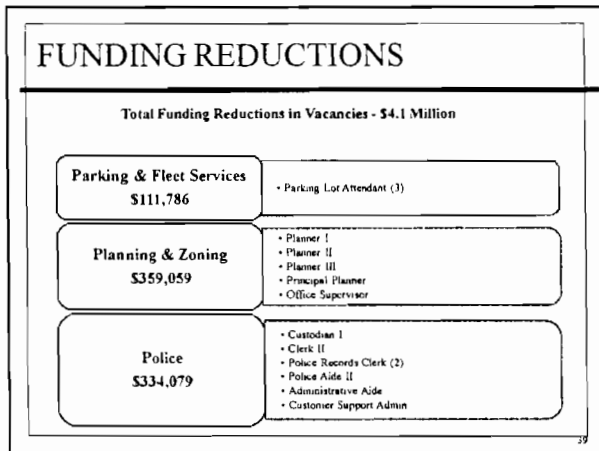 FUNDING REDUCTIONS
Total Funding Reductions in Vacancies - $4.1 Million
Parking & Fleet Services
$111,786
• Parking Lot Attendant (3)
Planning & Zoning
$359,059
• Planner I
• Planner II
• Planner III
• Principal Planner
• Office Supervisor
Police
$334,079
• Custodian I
• Clerk II
• Police Records Clerk (2)
• Police Aide II
• Administrative Aide
• Customer Support Admin
39